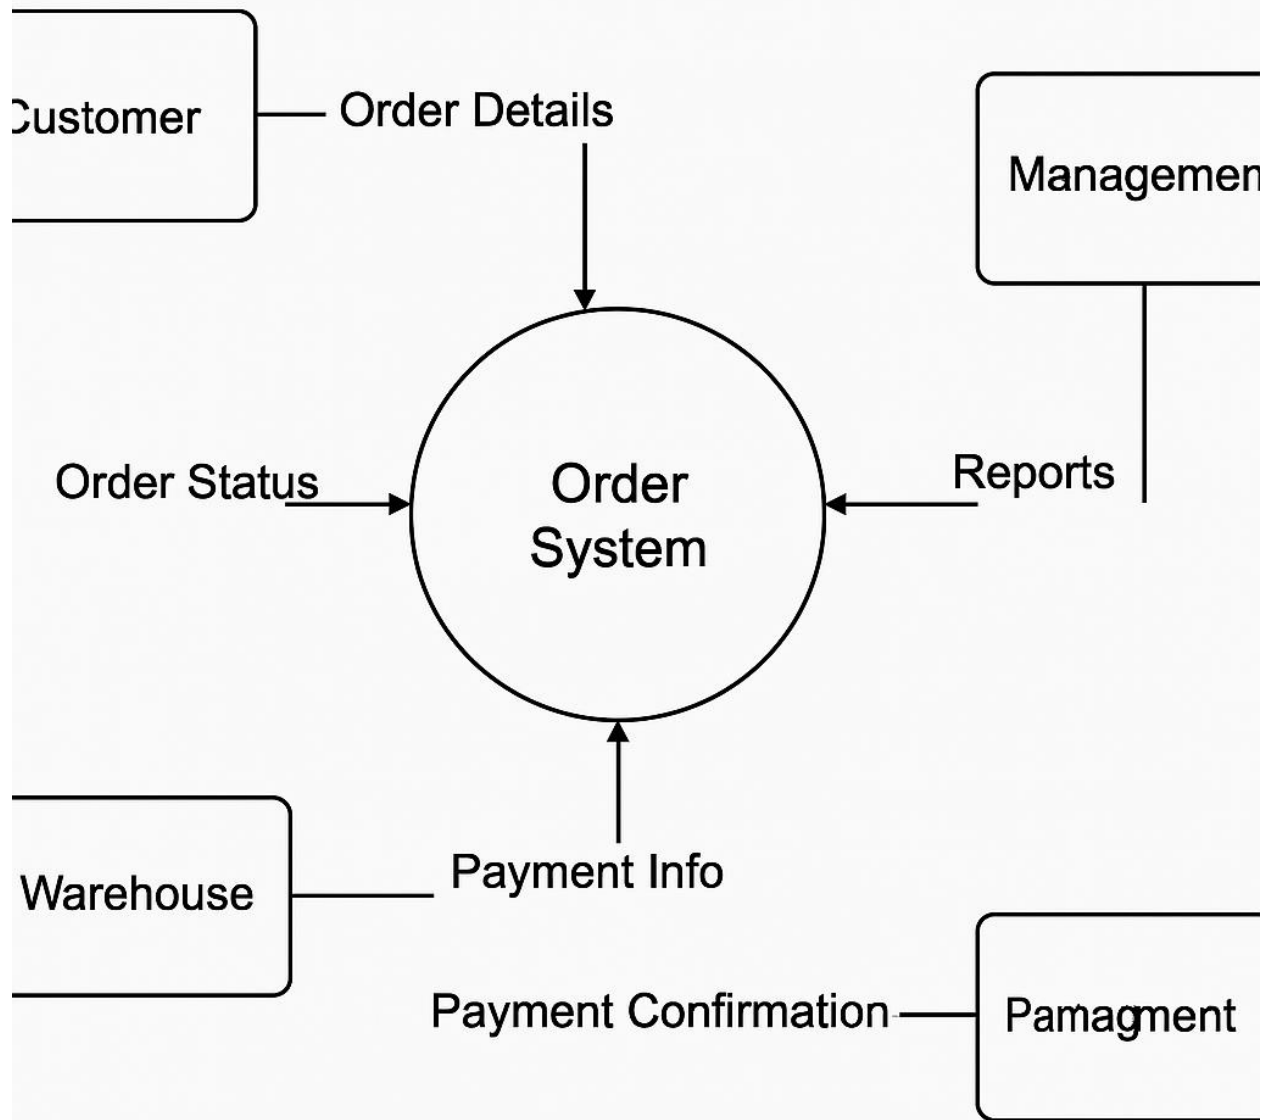 Customer
Order Details
Managemen
Order Status
Order
System
Reports
Warehouse
Payment Info
Payment Confirmation
Pamagment